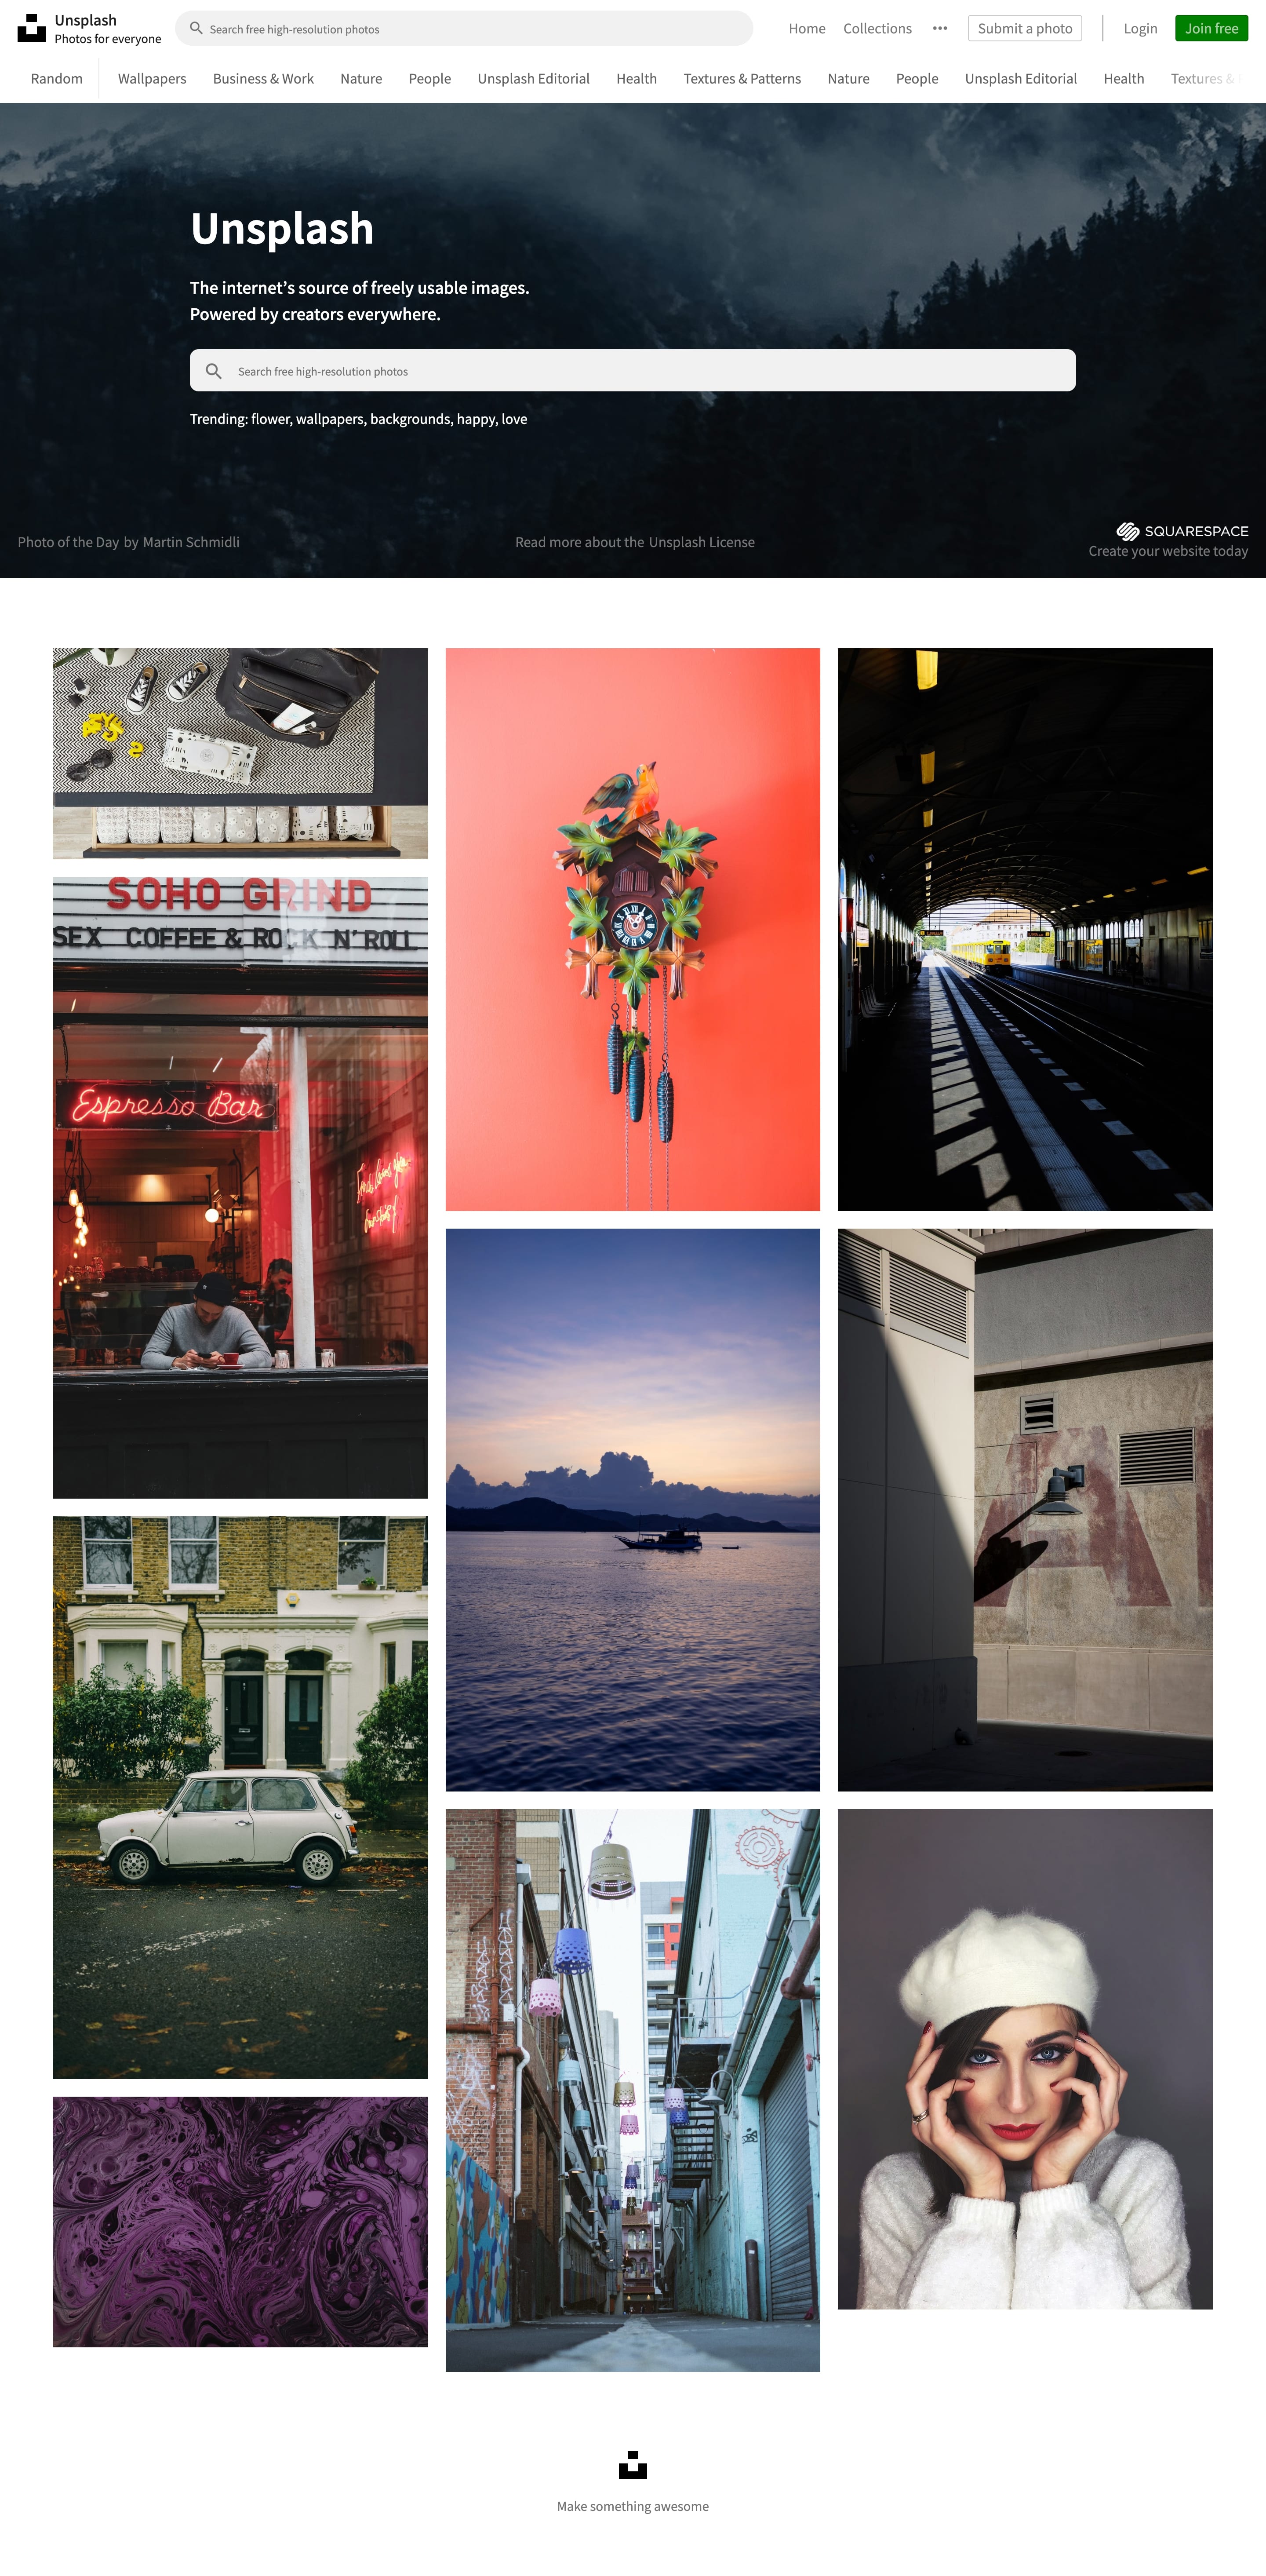 Unsplash
Photos for everyone
Search free high-resolution photos
Home
Collections
Submit a photo
Login
Join free
Random
Wallpapers
Business & Work
Nature
People
Unsplash Editorial
Health
Textures & Patterns
Nature
People
Unsplash Editorial
Health
Textures &
Unsplash
The internet’s source of freely usable images.
Powered by creators everywhere.
Search free high-resolution photos
Trending: flower, wallpapers, backgrounds, happy, love
Photo of the Day by Martin Schmidli
Read more about the Unsplash License
SQUARESPACE
Create your website today
SOHO GRIND
SEX COFFEE & ROCK N' ROLL
Espresso Bar
Make something awesome